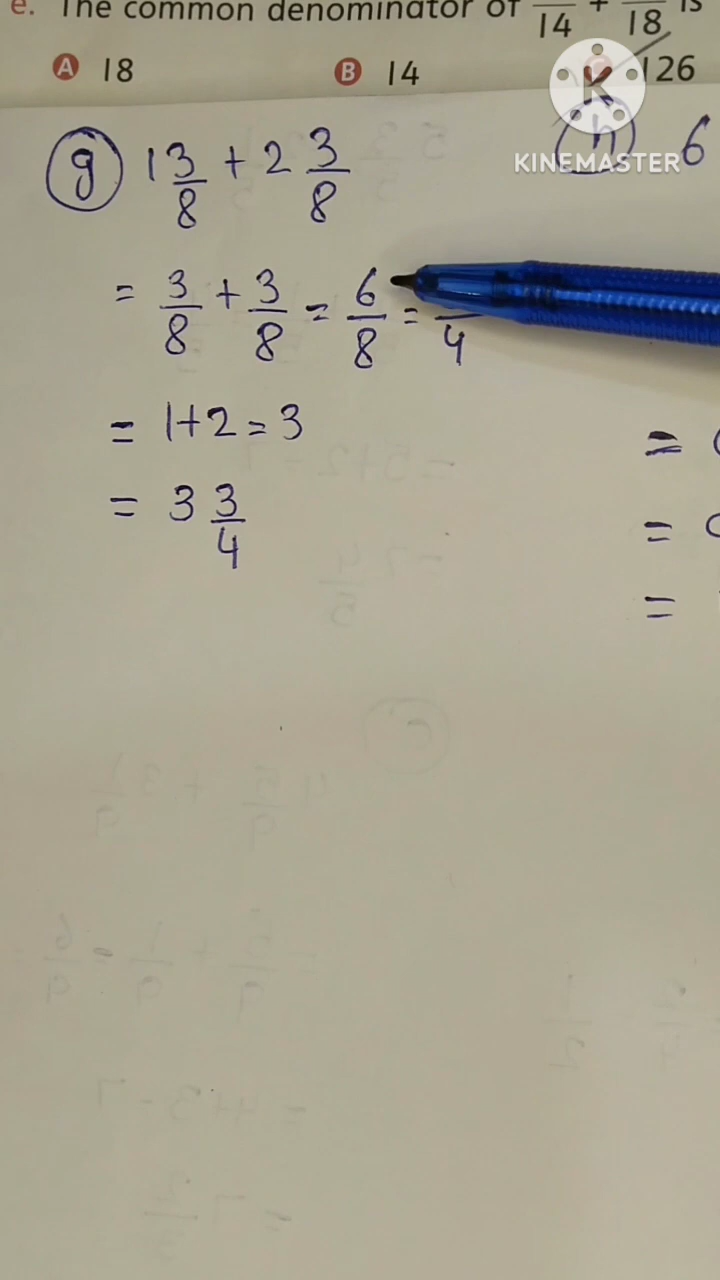 e. The common denominator of 14 + 18 is
A 18 B 14 126
g 1 3/8 + 2 3/8
h 6
KINEMASTER
= 3/8 + 3/8 = 6/8 = /4
= 1+2 = 3
= 3 3/4
=
=
=